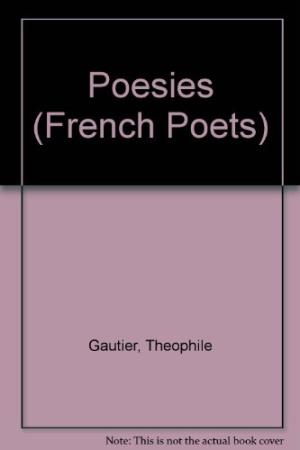 Poesies
(French Poets)
Gautier, Theophile
Note: This is not the actual book cover